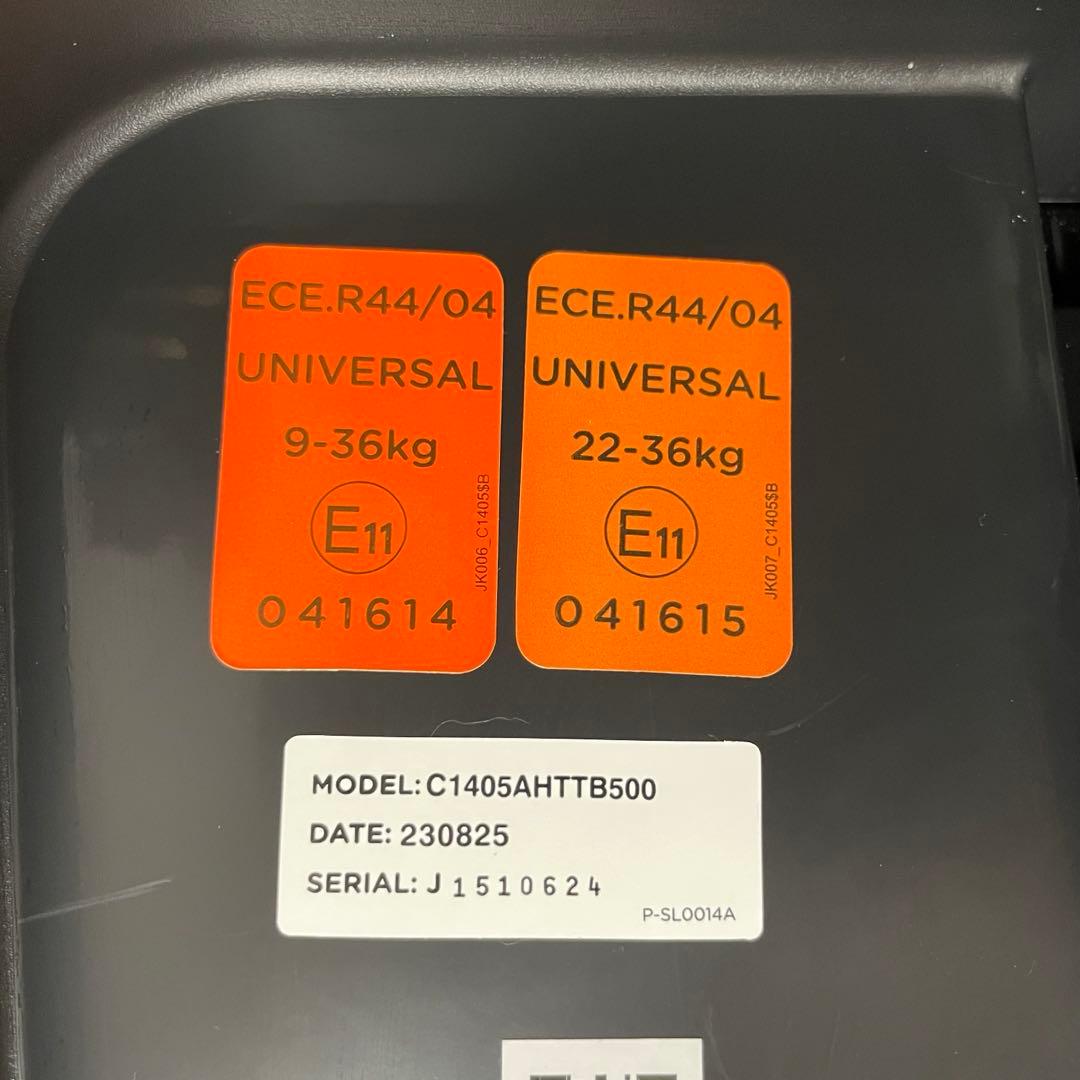 ECE.R44/04
UNIVERSAL
9-36kg
E11
041614
JK006_C1405$B
ECE.R44/04
UNIVERSAL
22-36kg
E11
041615
JK007_C1405$B
MODEL: C1405AHTTB500
DATE: 230825
SERIAL: J 1510624
P-SL0014A